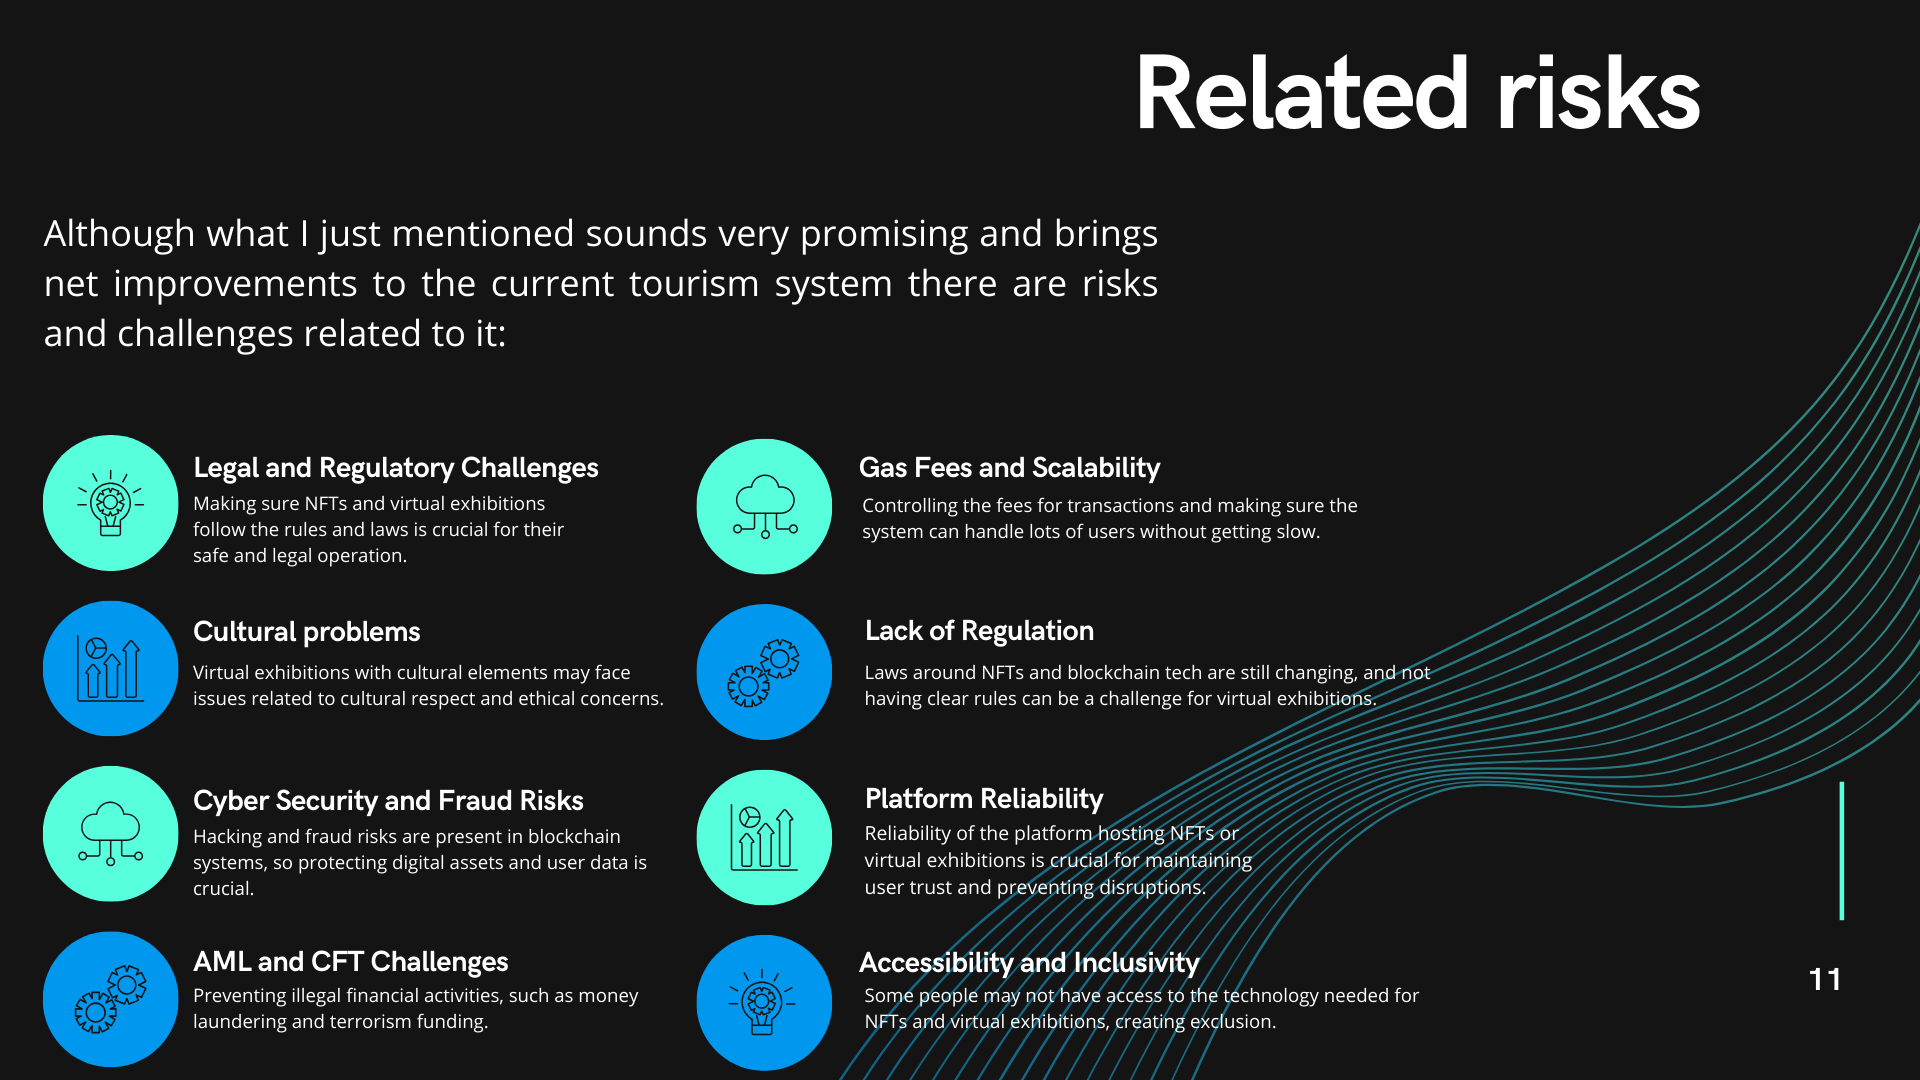 Related risks
Although what I just mentioned sounds very promising and brings
net improvements to the current tourism system there are risks
and challenges related to it:
Legal and Regulatory Challenges
Making sure NFTs and virtual exhibitions
follow the rules and laws is crucial for their
safe and legal operation.
Cultural problems
Virtual exhibitions with cultural elements may face
issues related to cultural respect and ethical concerns.
Cyber Security and Fraud Risks
Hacking and fraud risks are present in blockchain
systems, so protecting digital assets and user data is
crucial.
AML and CFT Challenges
Preventing illegal financial activities, such as money
laundering and terrorism funding.
Gas Fees and Scalability
Controlling the fees for transactions and making sure the
system can handle lots of users without getting slow.
Lack of Regulation
Laws around NFTs and blockchain tech are still changing, and not
having clear rules can be a challenge for virtual exhibitions.
Platform Reliability
Reliability of the platform hosting NFTs or
virtual exhibitions is crucial for maintaining
user trust and preventing disruptions.
Accessibility and Inclusivity
Some people may not have access to the technology needed for
NFTs and virtual exhibitions, creating exclusion.
11